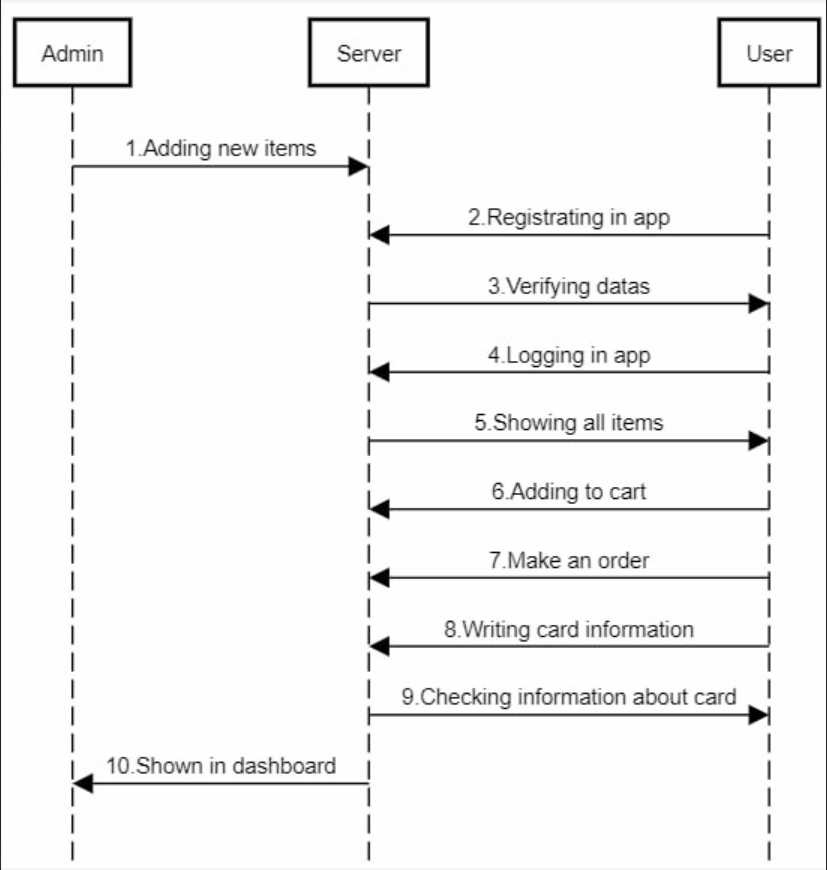 Admin
Server
User
1.Adding new items
2.Registrating in app
3.Verifying datas
4.Logging in app
5.Showing all items
6.Adding to cart
7.Make an order
8.Writing card information
9.Checking information about card
10.Shown in dashboard